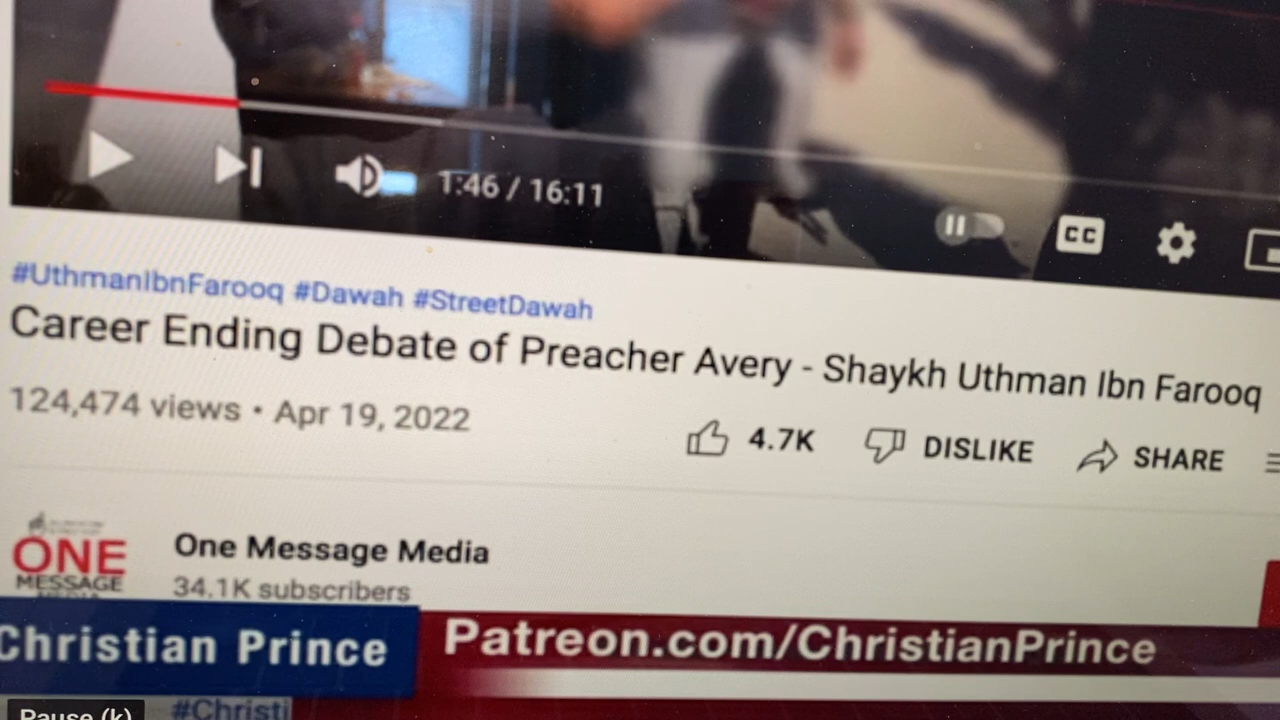 1:46 / 16:11
CC
#UthmanIbnFarooq #Dawah #StreetDawah
Career Ending Debate of Preacher Avery - Shaykh Uthman Ibn Farooq
124,474 views • Apr 19, 2022
4.7K DISLIKE SHARE
ONE
MESSAGE
One Message Media
34.1K subscribers
Christian Prince
Patreon.com/ChristianPrince
Pause (k)
#Christi